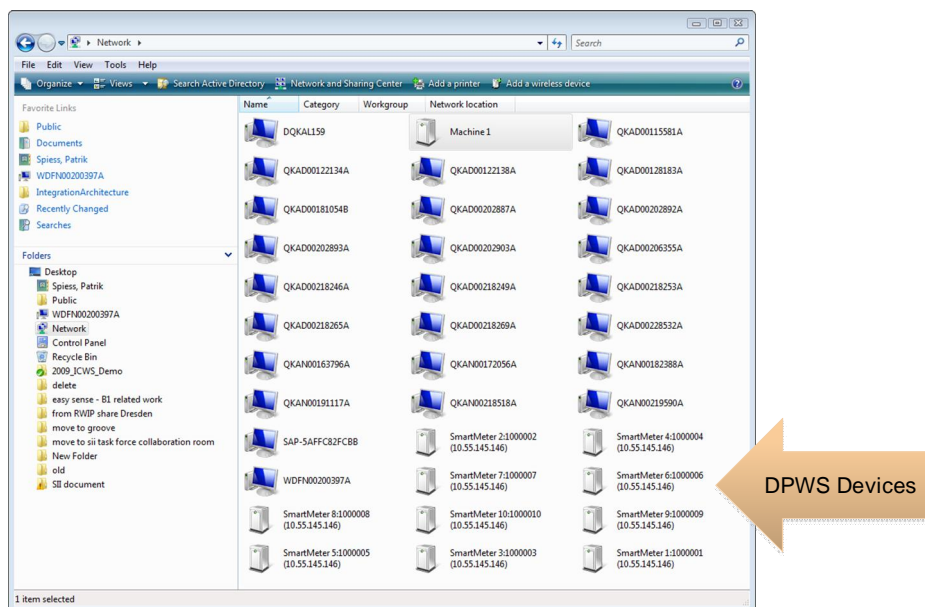 Network
Search
File Edit View Tools Help
Organize Views Search Active Directory Network and Sharing Center Add a printer Add a wireless device
Favorite Links
Public
Documents
Spiess, Patrik
WDFN00200397A
IntegrationArchitecture
Recently Changed
Searches
Folders
Desktop
Spiess, Patrik
Public
WDFN00200397A
Network
Control Panel
Recycle Bin
2009_ICWS_Demo
delete
easy sense - B1 related work
from RWIP share Dresden
move to groove
move to sii task force collaboration room
New Folder
old
SII document
Name Category Workgroup Network location
DQKAL159 Machine 1 QKAD00115581A
QKAD00122134A QKAD00122138A QKAD00128183A
QKAD00181054B QKAD00202887A QKAD00202892A
QKAD00202893A QKAD00202903A QKAD00206355A
QKAD00218246A QKAD00218249A QKAD00218253A
QKAD00218265A QKAD00218269A QKAD00228532A
QKAN00163796A QKAN00172056A QKAN00182388A
QKAN00191117A QKAN00218518A QKAN00219590A
SAP-5AFFC82FCBB SmartMeter 2:1000002 SmartMeter 4:1000004
(10.55.145.146) (10.55.145.146)
WDFN00200397A SmartMeter 7:1000007 SmartMeter 6:1000006
(10.55.145.146) (10.55.145.146)
SmartMeter 8:1000008 SmartMeter 10:1000010 SmartMeter 9:1000009
(10.55.145.146) (10.55.145.146) (10.55.145.146)
SmartMeter 5:1000005 SmartMeter 3:1000003 SmartMeter 1:1000001
(10.55.145.146) (10.55.145.146) (10.55.145.146)
DPWS Devices
1 item selected